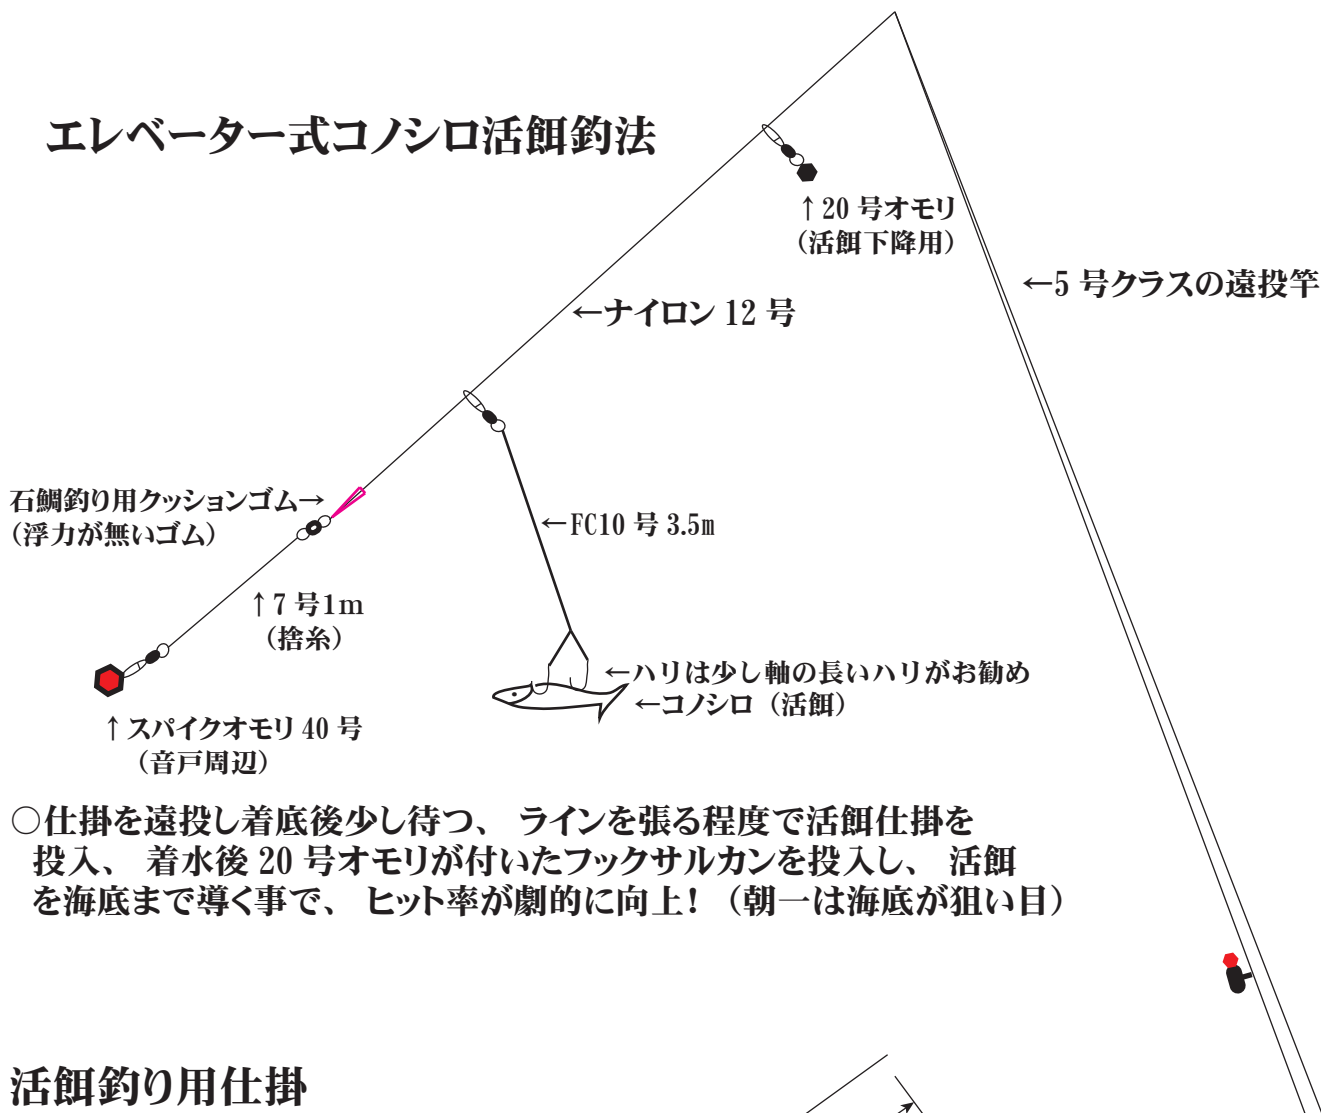 エレベーター式コノシロ活餌釣法
↑20 号オモリ
（活餌下降用）
←5 号クラスの遠投竿
←ナイロン 12 号
石鯛釣り用クッションゴム→
（浮力が無いゴム）
←FC10 号 3.5m
↑7 号1m
（捨糸）
←ハリは少し軸の長いハリがお勧め
←コノシロ（活餌）
↑スパイクオモリ 40 号
（音戸周辺）
○仕掛を遠投し着底後少し待つ、 ラインを張る程度で活餌仕掛を
投入、 着水後 20 号オモリが付いたフックサルカンを投入し、 活餌
を海底まで導く事で、 ヒット率が劇的に向上！（朝一は海底が狙い目）
活餌釣り用仕掛